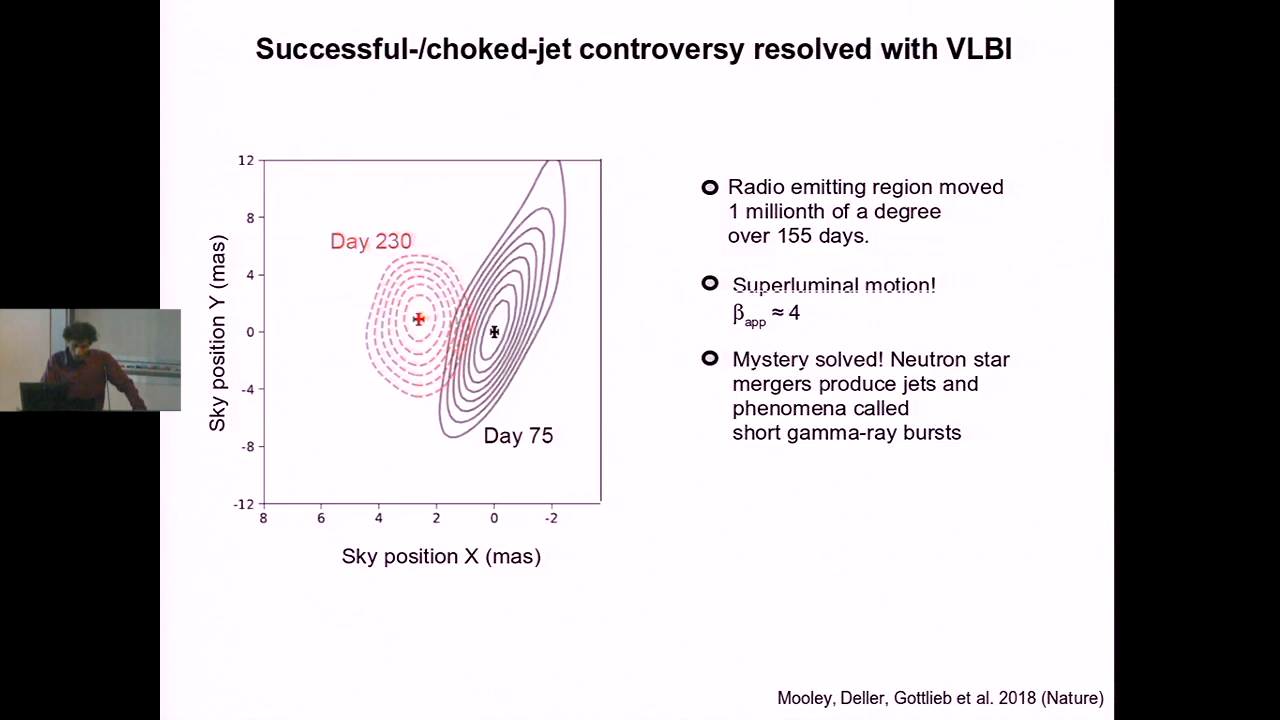 Successful-/choked-jet controversy resolved with VLBI
12
8
4
0
-4
-8
-12
8 6 4 2 0 -2
Sky position Y (mas)
Sky position X (mas)
Day 230
Day 75
Radio emitting region moved
1 millionth of a degree
over 155 days.
Superluminal motion!
βapp ≈ 4
Mystery solved! Neutron star
mergers produce jets and
phenomena called
short gamma-ray bursts
Mooley, Deller, Gottlieb et al. 2018 (Nature)